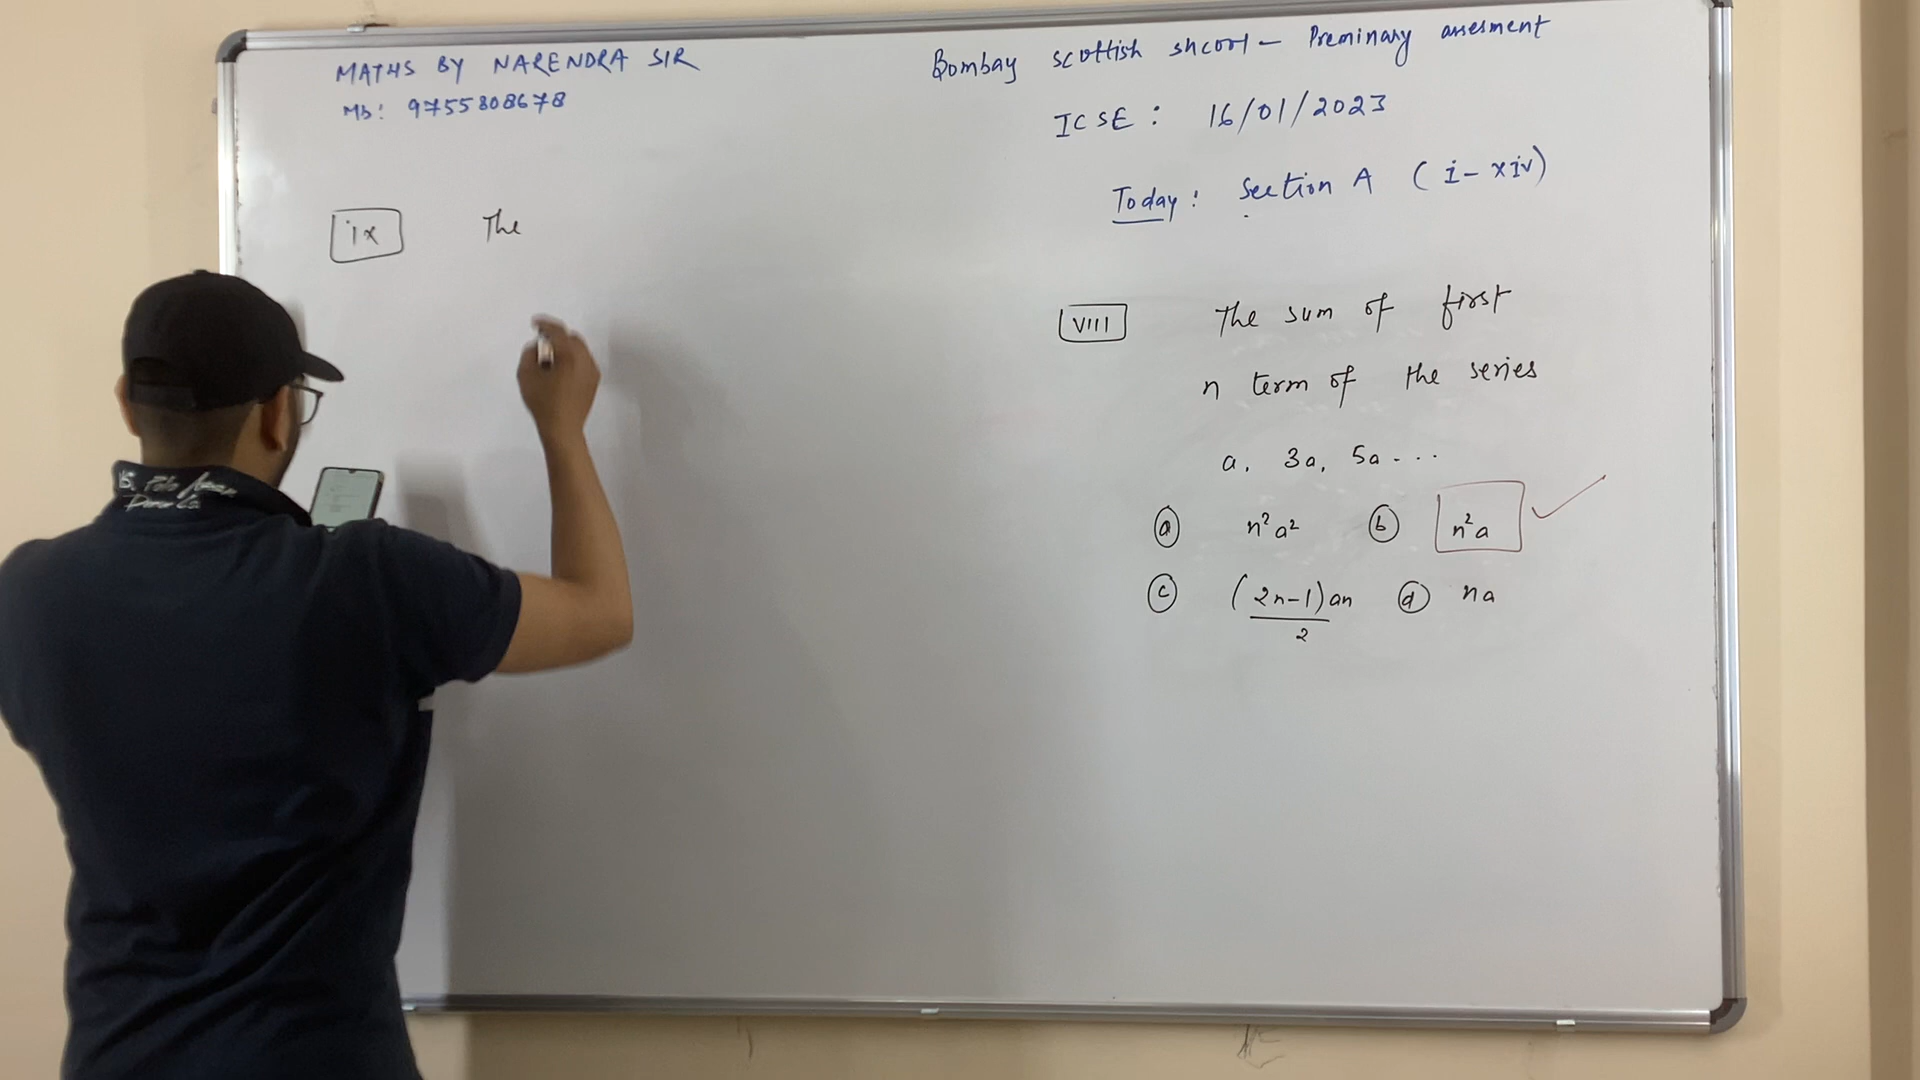 MATHS BY NARENDRA SIR
Mb: 9755808678
Bombay scottish shcool - Preminary assesment
ICSE : 16/01/2023
Today : Section A (i - xiv)
ix The
VIII The sum of first
n term of the series
a, 3a, 5a ...
a n²a² b n²a ✓
c (2n-1)an/2 d na